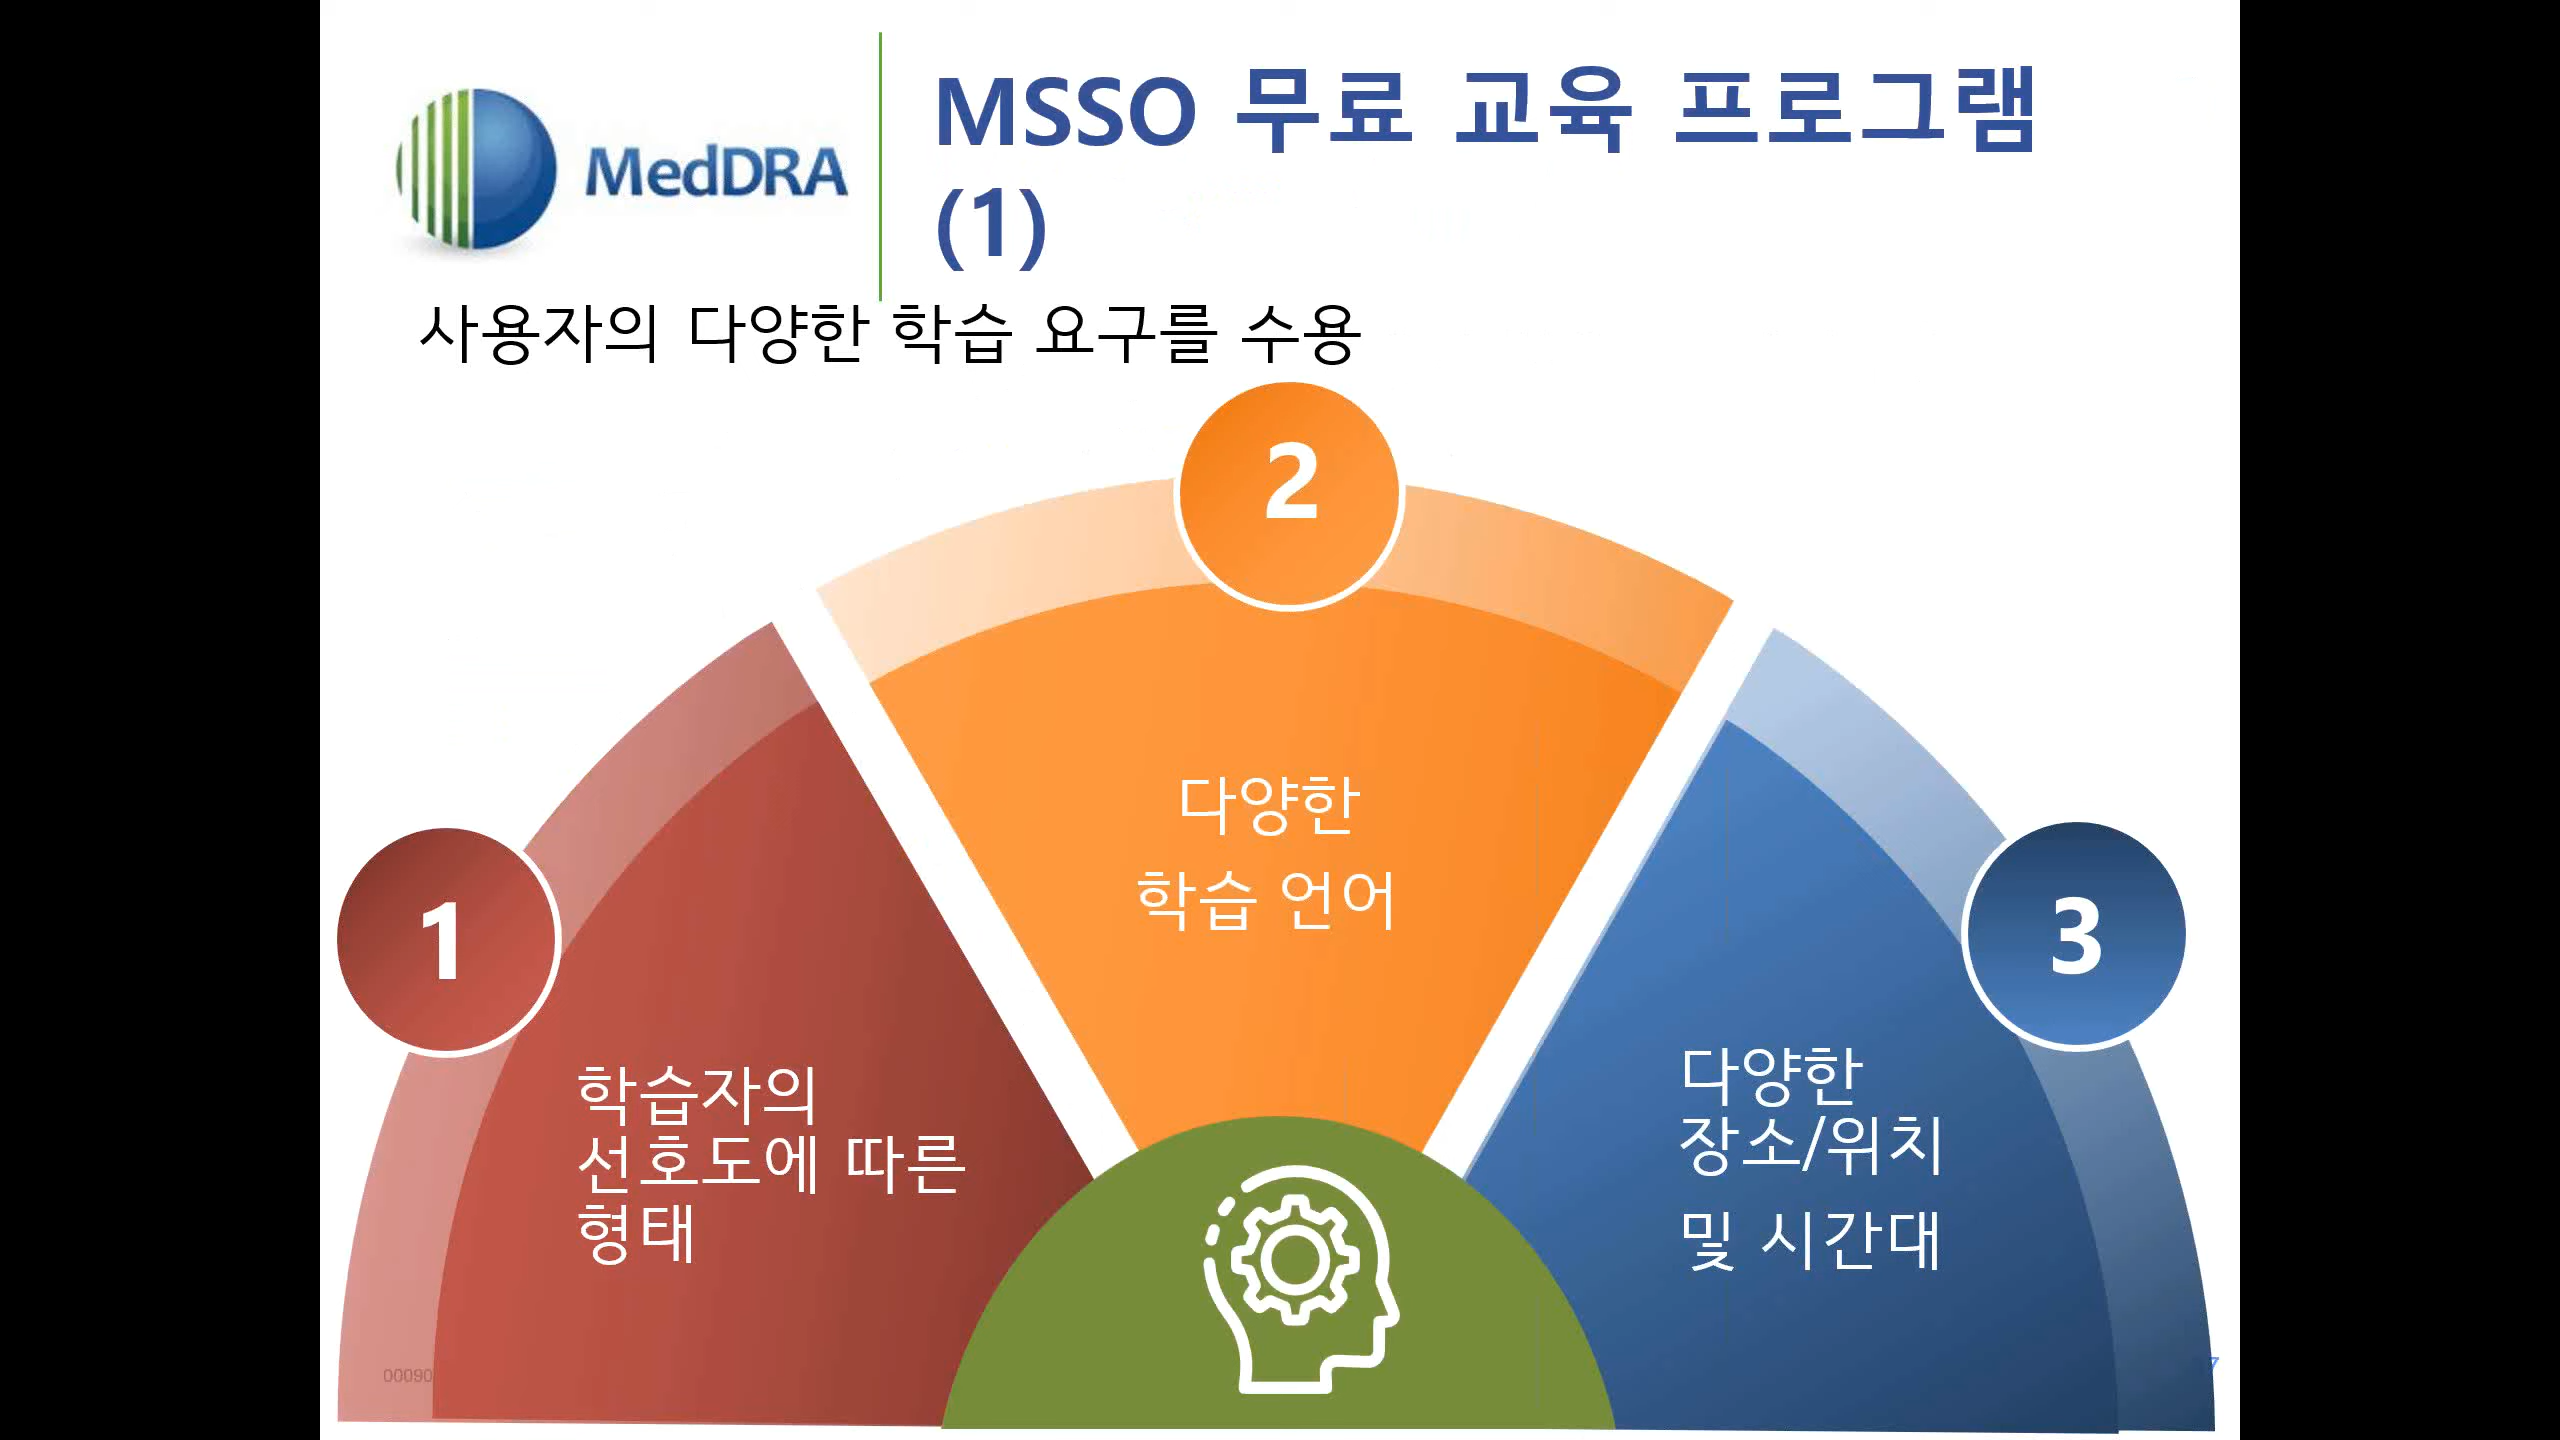 MedDRA
MSSO 무료 교육 프로그램
(1)
사용자의 다양한 학습 요구를 수용
2
다양한
학습 언어
1
학습자의
선호도에 따른
형태
3
다양한
장소/위치
및 시간대
00090
7